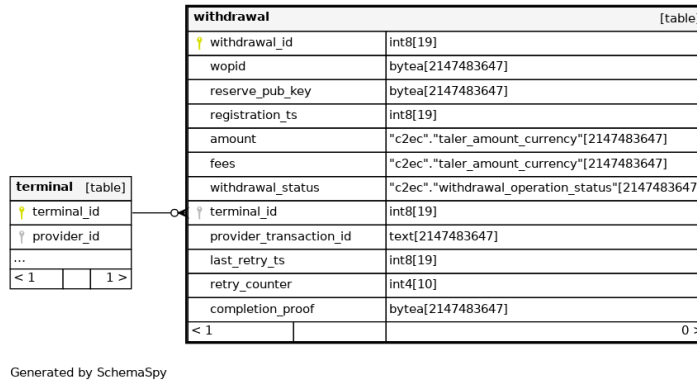 withdrawal [table]
withdrawal_id int8[19]
wopid bytea[2147483647]
reserve_pub_key bytea[2147483647]
registration_ts int8[19]
amount "c2ec"."taler_amount_currency"[2147483647]
fees "c2ec"."taler_amount_currency"[2147483647]
withdrawal_status "c2ec"."withdrawal_operation_status"[2147483647
terminal_id int8[19]
provider_transaction_id text[2147483647]
last_retry_ts int8[19]
retry_counter int4[10]
completion_proof bytea[2147483647]
< 1 0 >
terminal [table]
terminal_id
provider_id
...
< 1 1 >
Generated by SchemaSpy